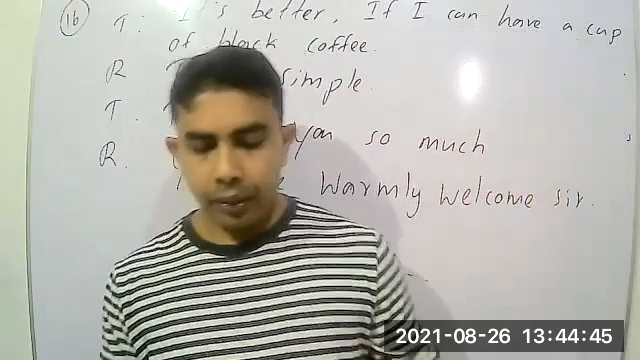 16 T: It's better, If I can have a cup
of black coffee.
R simple.
T.
you so much
R. Warmly welcome sir.
2021-08-26 13:44:45